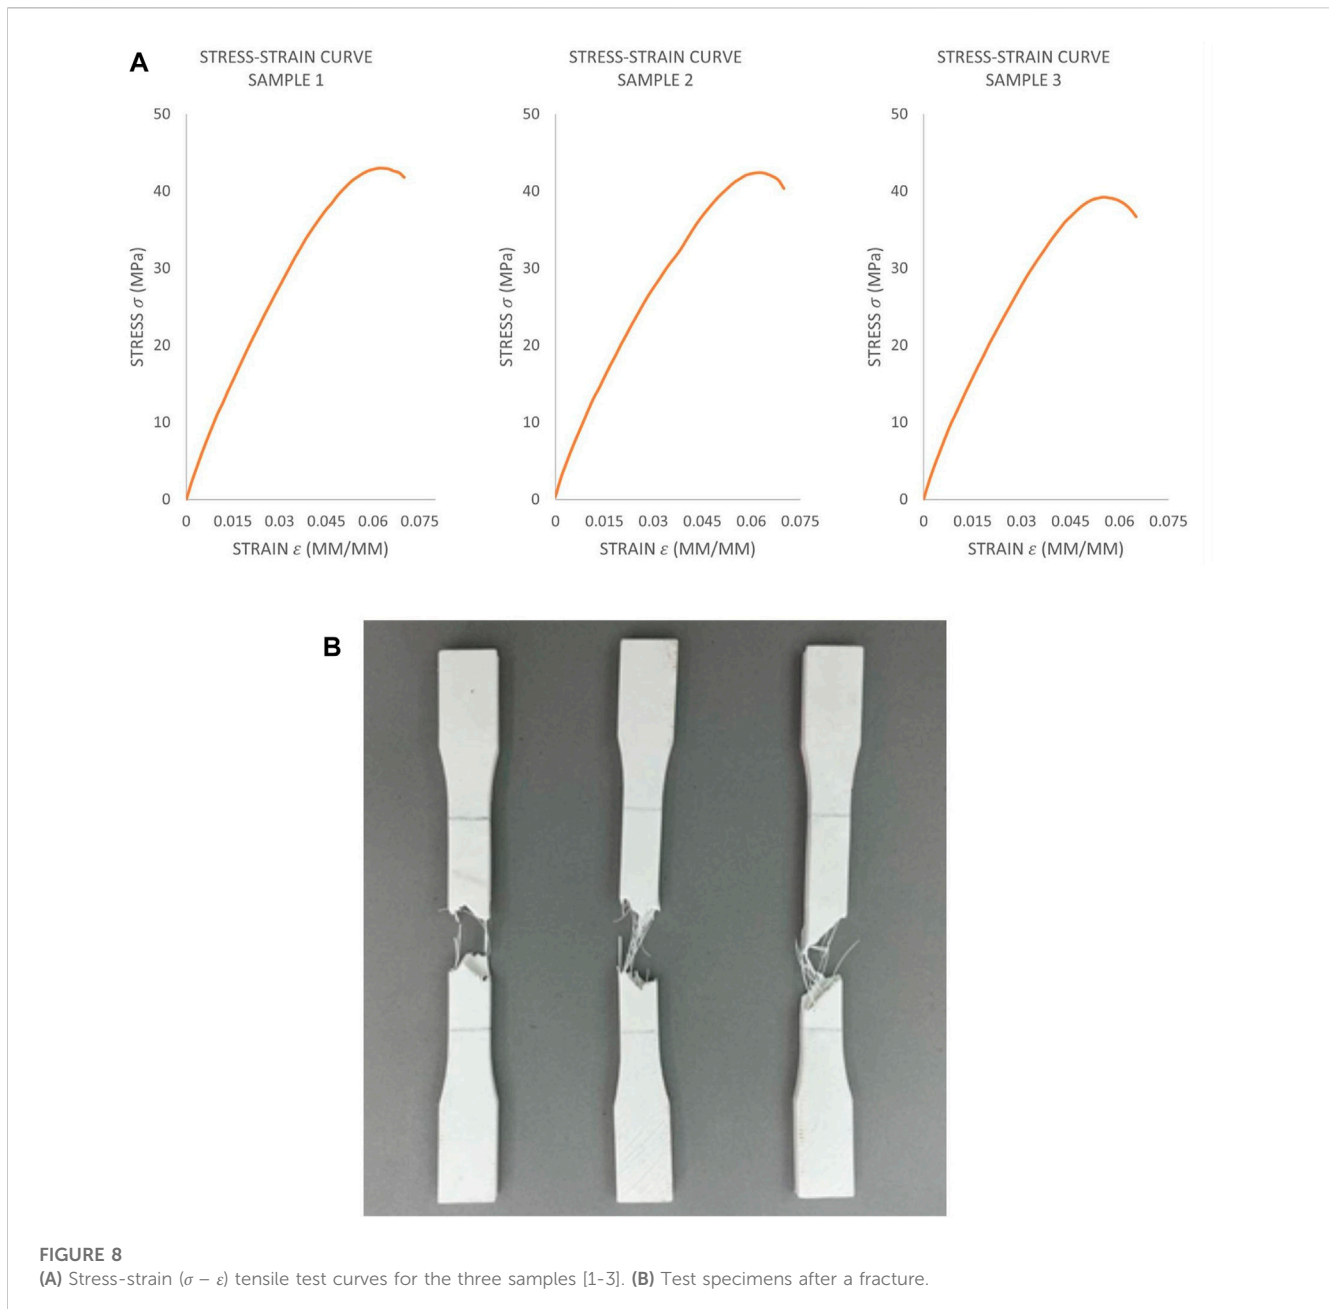 A
STRESS-STRAIN CURVE
SAMPLE 1
50
40
30
20
10
0
STRESS σ (MPa)
0 0.015 0.03 0.045 0.06 0.075
STRAIN ε (MM/MM)
STRESS-STRAIN CURVE
SAMPLE 2
50
40
30
20
10
0
STRESS σ (MPa)
0 0.015 0.03 0.045 0.06 0.075
STRAIN ε (MM/MM)
STRESS-STRAIN CURVE
SAMPLE 3
50
40
30
20
10
0
STRESS σ (MPa)
0 0.015 0.03 0.045 0.06 0.075
STRAIN ε (MM/MM)
B
FIGURE 8
(A) Stress-strain (σ – ε) tensile test curves for the three samples [1-3]. (B) Test specimens after a fracture.